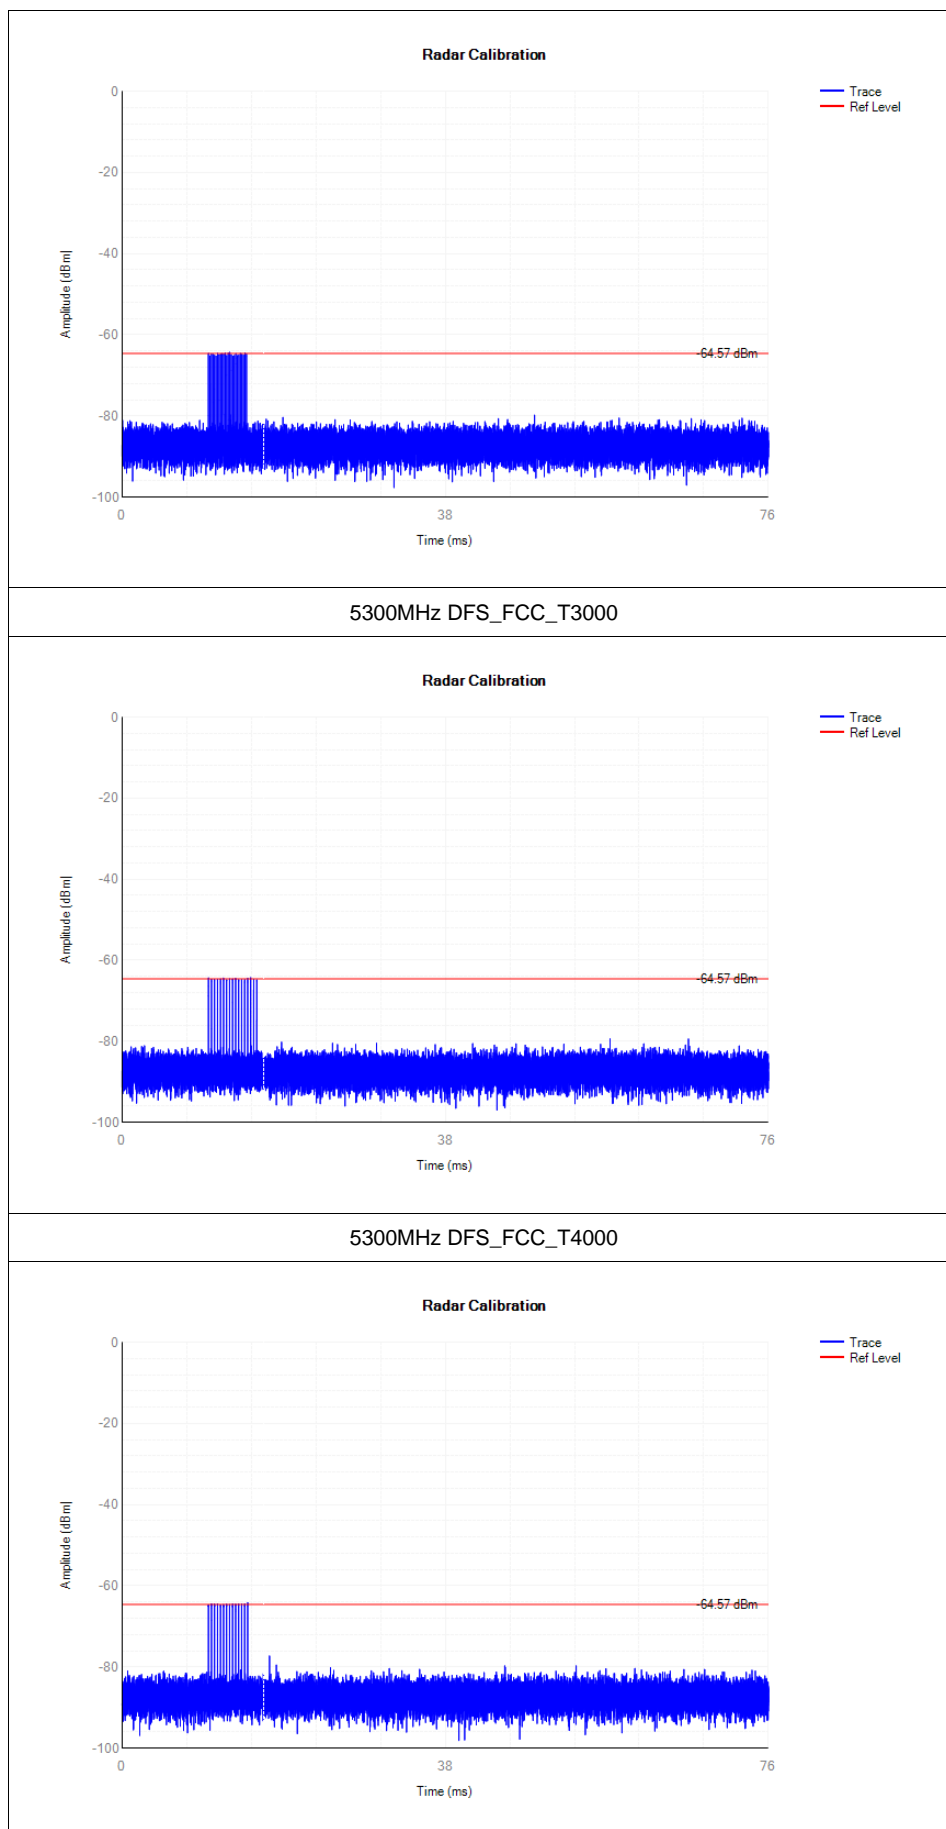 Radar Calibration
Trace
Ref Level
0
-20
-40
-60
-80
-100
Amplitude (dBm)
-64.57 dBm
0 38 76
Time (ms)
5300MHz DFS_FCC_T3000
Radar Calibration
Trace
Ref Level
0
-20
-40
-60
-80
-100
Amplitude (dBm)
-64.57 dBm
0 38 76
Time (ms)
5300MHz DFS_FCC_T4000
Radar Calibration
Trace
Ref Level
0
-20
-40
-60
-80
-100
Amplitude (dBm)
-64.57 dBm
0 38 76
Time (ms)